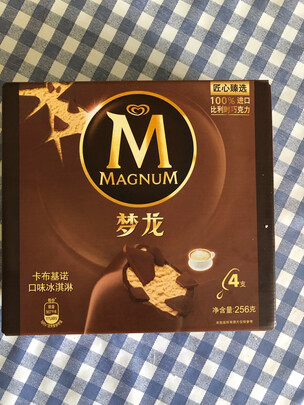 匠心臻选
100%进口
比利时巧克力
M
MAGNUM
梦龙
卡布基诺
口味冰淇淋
4支
净含量:256克